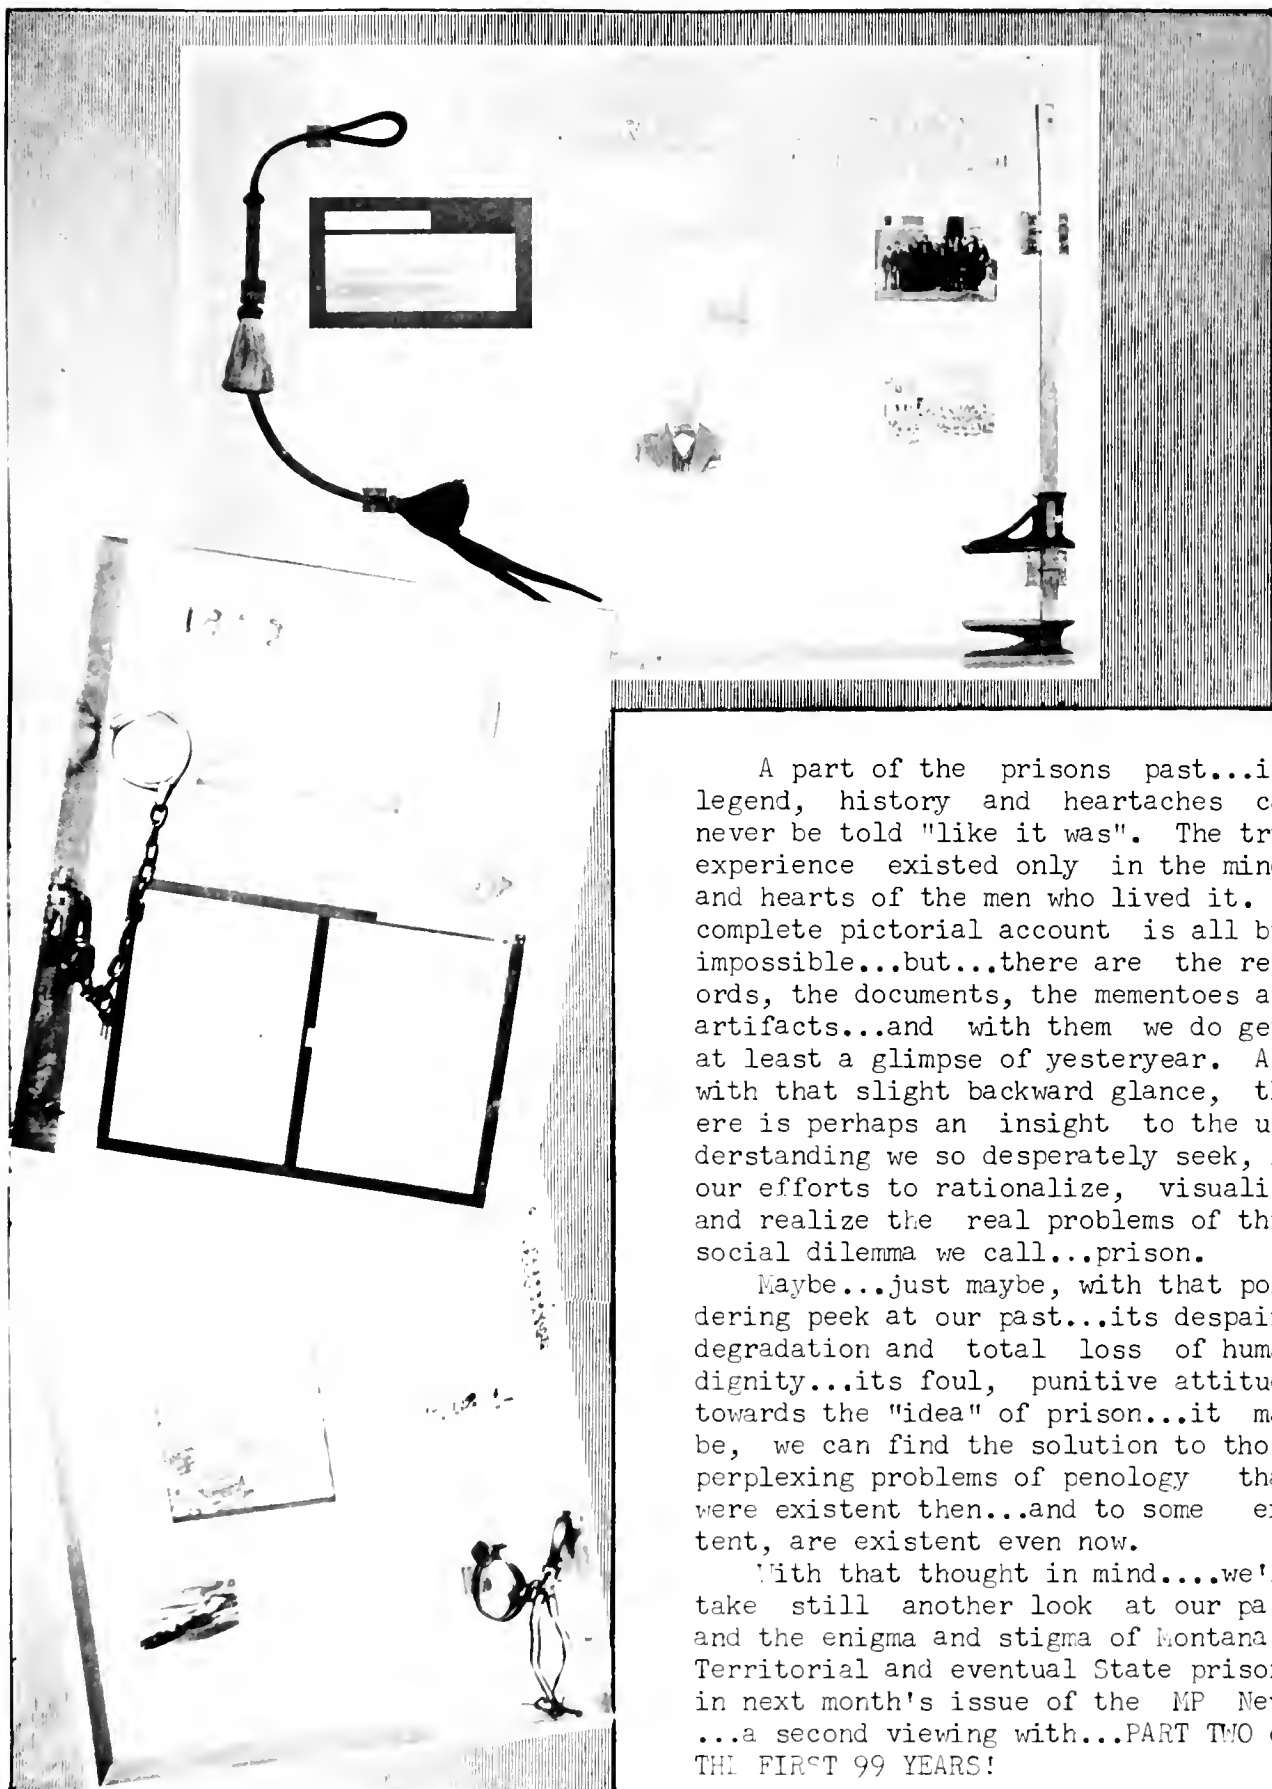 A part of the prisons past...i
legend, history and heartaches c
never be told "like it was". The tr
experience existed only in the min
and hearts of the men who lived it.
complete pictorial account is all b
impossible...but...there are the re
ords, the documents, the mementoes a
artifacts...and with them we do ge
at least a glimpse of yesteryear. A
with that slight backward glance, t
ere is perhaps an insight to the u
derstanding we so desperately seek,
our efforts to rationalize, visuali
and realize the real problems of th
social dilemma we call...prison.
Maybe...just maybe, with that po
dering peek at our past...its despai
degradation and total loss of hum
dignity...its foul, punitive attitu
towards the "idea" of prison...it m
be, we can find the solution to tho
perplexing problems of penology tha
were existent then...and to some e
tent, are existent even now.
With that thought in mind....we'
take still another look at our pa
and the enigma and stigma of Montana
Territorial and eventual State priso
in next month's issue of the MP Ne
...a second viewing with...PART TWO
THE FIRST 99 YEARS!